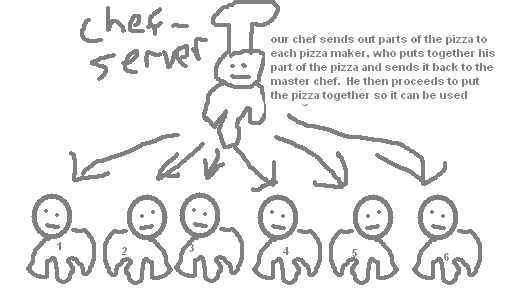 chef-
server
our chef sends out parts of the pizza to
each pizza maker, who puts together his
part of the pizza and sends it back to the
master chef.  He then proceeds to put
the pizza together so it can be used
1 2 3 4 5 6